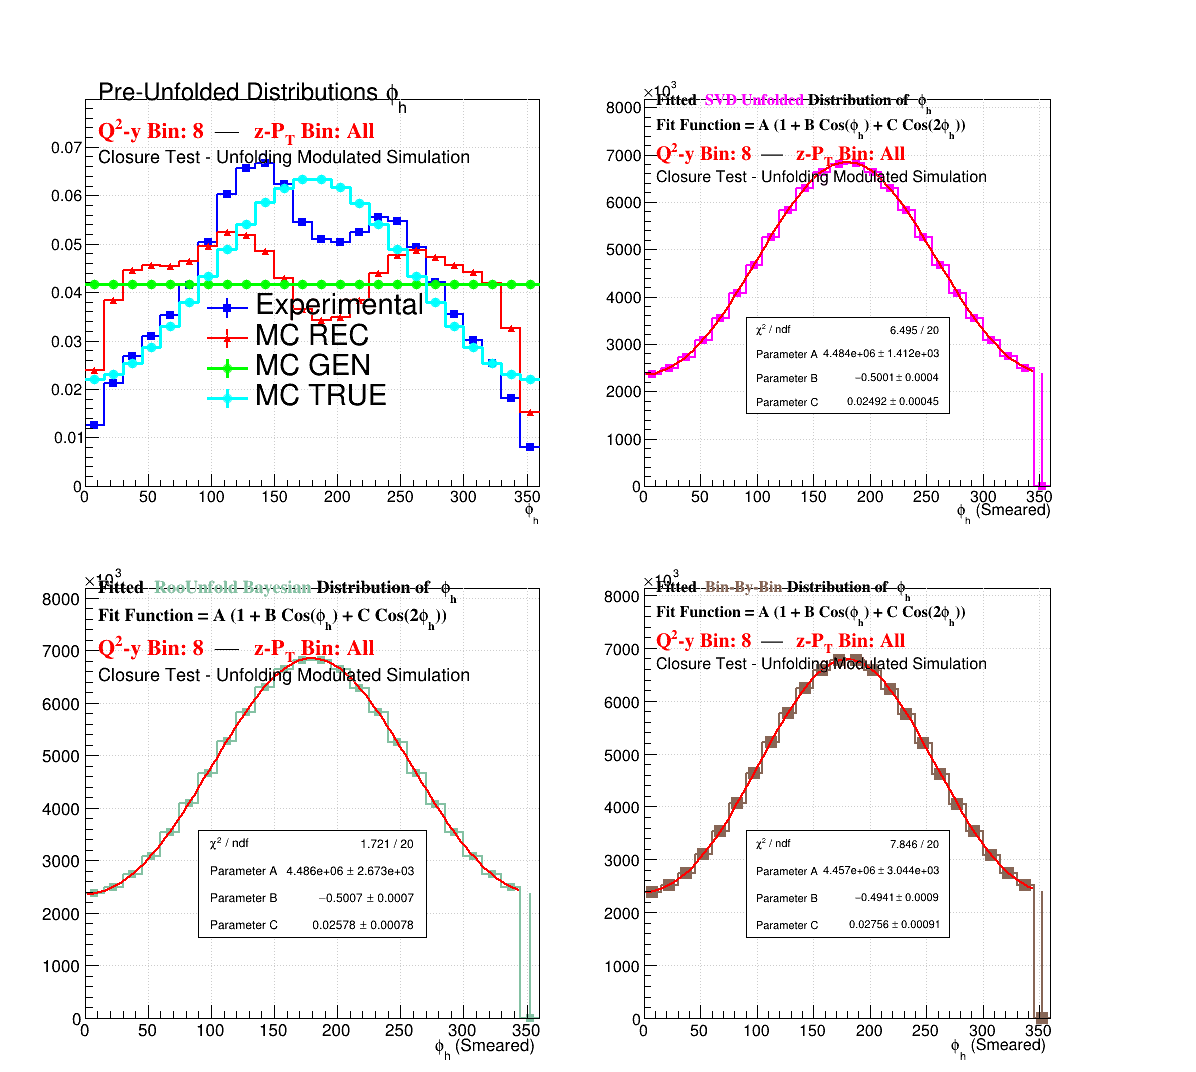 Pre-Unfolded Distributions ϕh
Q²-y Bin: 8 — z-PT Bin: All
Closure Test - Unfolding Modulated Simulation
0.07
0.06
0.05
0.04
0.03
0.02
0.01
0
Experimental
MC REC
MC GEN
MC TRUE
0 50 100 150 200 250 300 350
ϕh
×10³
Fitted SVD Unfolded Distribution of ϕh
Fit Function = A (1 + B Cos(ϕh) + C Cos(2ϕh))
Q²-y Bin: 8 — z-PT Bin: All
Closure Test - Unfolding Modulated Simulation
8000
7000
6000
5000
4000
3000
2000
1000
0
χ² / ndf 6.495 / 20
Parameter A 4.484e+06 ± 1.412e+03
Parameter B −0.5001 ± 0.0004
Parameter C 0.02492 ± 0.00045
0 50 100 150 200 250 300 350
ϕh (Smeared)
×10³
Fitted RooUnfold Bayesian Distribution of ϕh
Fit Function = A (1 + B Cos(ϕh) + C Cos(2ϕh))
Q²-y Bin: 8 — z-PT Bin: All
Closure Test - Unfolding Modulated Simulation
8000
7000
6000
5000
4000
3000
2000
1000
0
χ² / ndf 1.721 / 20
Parameter A 4.486e+06 ± 2.673e+03
Parameter B −0.5007 ± 0.0007
Parameter C 0.02578 ± 0.00078
0 50 100 150 200 250 300 350
ϕh (Smeared)
×10³
Fitted Bin-By-Bin Distribution of ϕh
Fit Function = A (1 + B Cos(ϕh) + C Cos(2ϕh))
Q²-y Bin: 8 — z-PT Bin: All
Closure Test - Unfolding Modulated Simulation
8000
7000
6000
5000
4000
3000
2000
1000
0
χ² / ndf 7.846 / 20
Parameter A 4.457e+06 ± 3.044e+03
Parameter B −0.4941 ± 0.0009
Parameter C 0.02756 ± 0.00091
0 50 100 150 200 250 300 350
ϕh (Smeared)